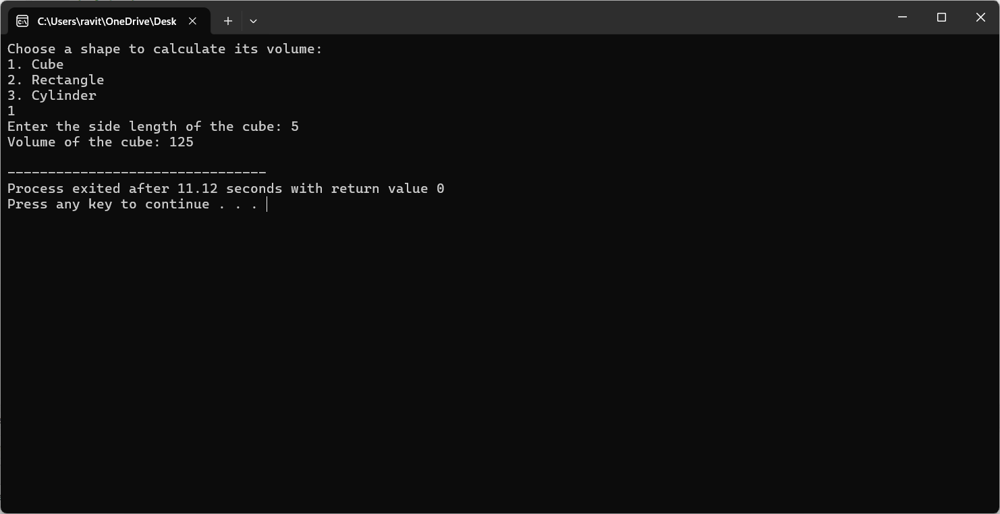 C:\Users\ravit\OneDrive\Desk
Choose a shape to calculate its volume:
1. Cube
2. Rectangle
3. Cylinder
1
Enter the side length of the cube: 5
Volume of the cube: 125
--------------------------------
Process exited after 11.12 seconds with return value 0
Press any key to continue . . .